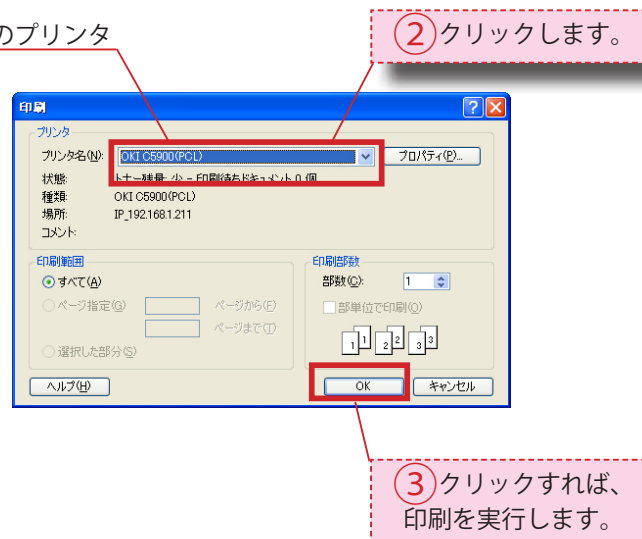 のプリンタ
②クリックします。
印刷
プリンタ
プリンタ名(N): OKI C5900(PCL) プロパティ(P)...
状態: トナー残量: 少 - 印刷待ちドキュメント 0 個
種類: OKI C5900(PCL)
場所: IP_192.168.1.211
コメント:
印刷範囲
すべて(A)
ページ指定(G) ページから(F)
ページまで(T)
選択した部分(S)
印刷部数
部数(C): 1
部単位で印刷(O)
1 1 2 2 3 3
ヘルプ(H) OK キャンセル
③クリックすれば、
印刷を実行します。